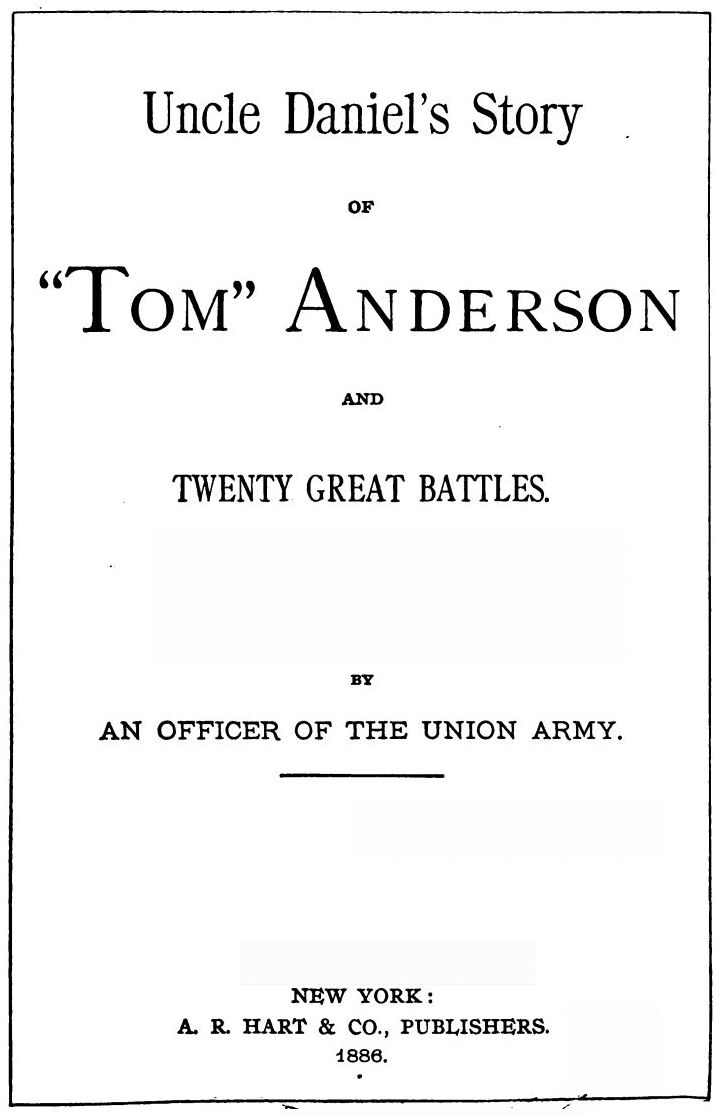 Uncle Daniel's Story
OF
"TOM" ANDERSON
AND
TWENTY GREAT BATTLES.
BY
AN OFFICER OF THE UNION ARMY.
NEW YORK:
A. R. HART & CO., PUBLISHERS.
1886.